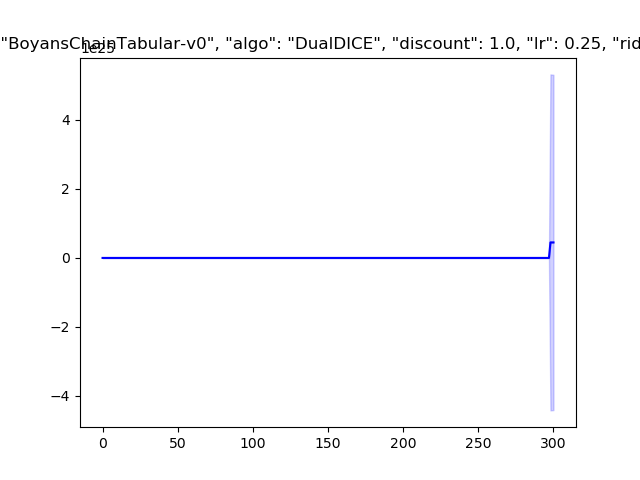 "BoyansChainTabular-v0", "algo": "DualDICE", "discount": 1.0, "lr": 0.25, "rid
1e25
4
2
0
−2
−4
0 50 100 150 200 250 300